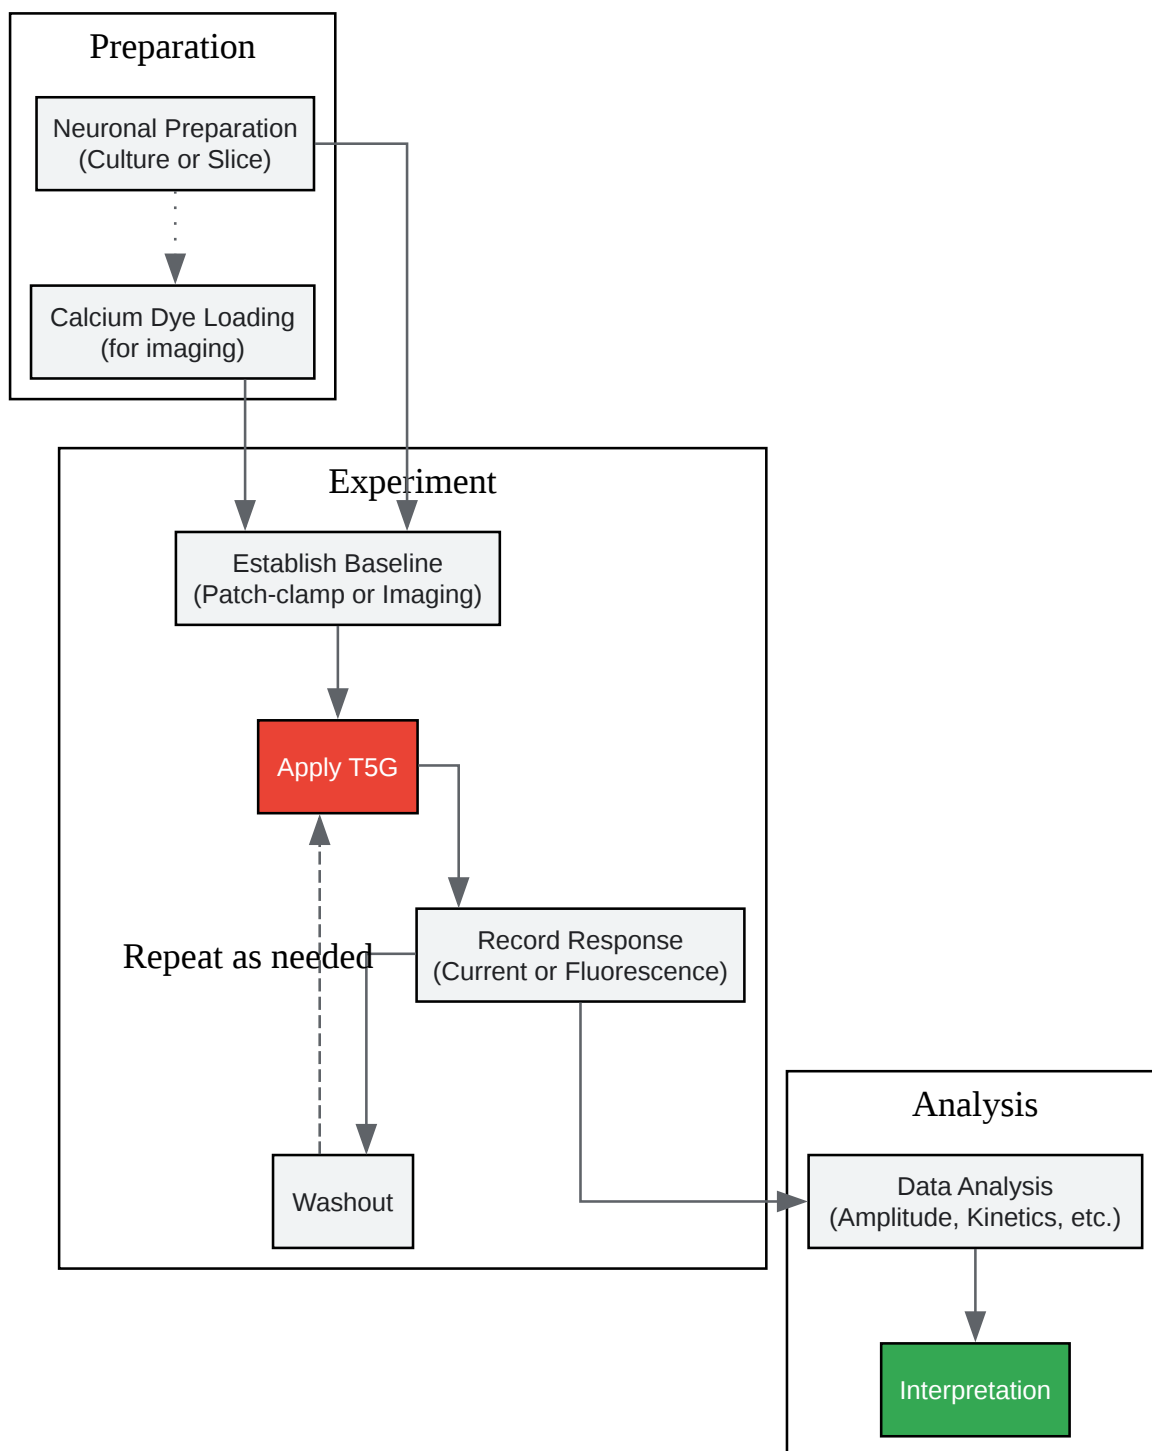 Preparation
Neuronal Preparation
(Culture or Slice)
Calcium Dye Loading
(for imaging)
Experiment
Establish Baseline
(Patch-clamp or Imaging)
Apply T5G
Record Response
(Current or Fluorescence)
Repeat as needed
Washout
Analysis
Data Analysis
(Amplitude, Kinetics, etc.)
Interpretation